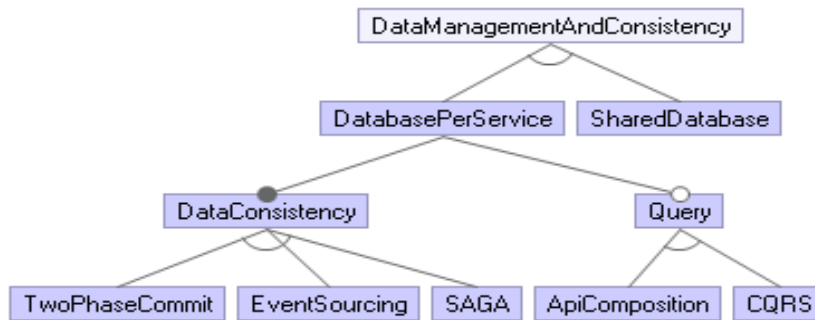 DataManagementAndConsistency
DatabasePerService SharedDatabase
DataConsistency Query
TwoPhaseCommit EventSourcing SAGA ApiComposition CQRS